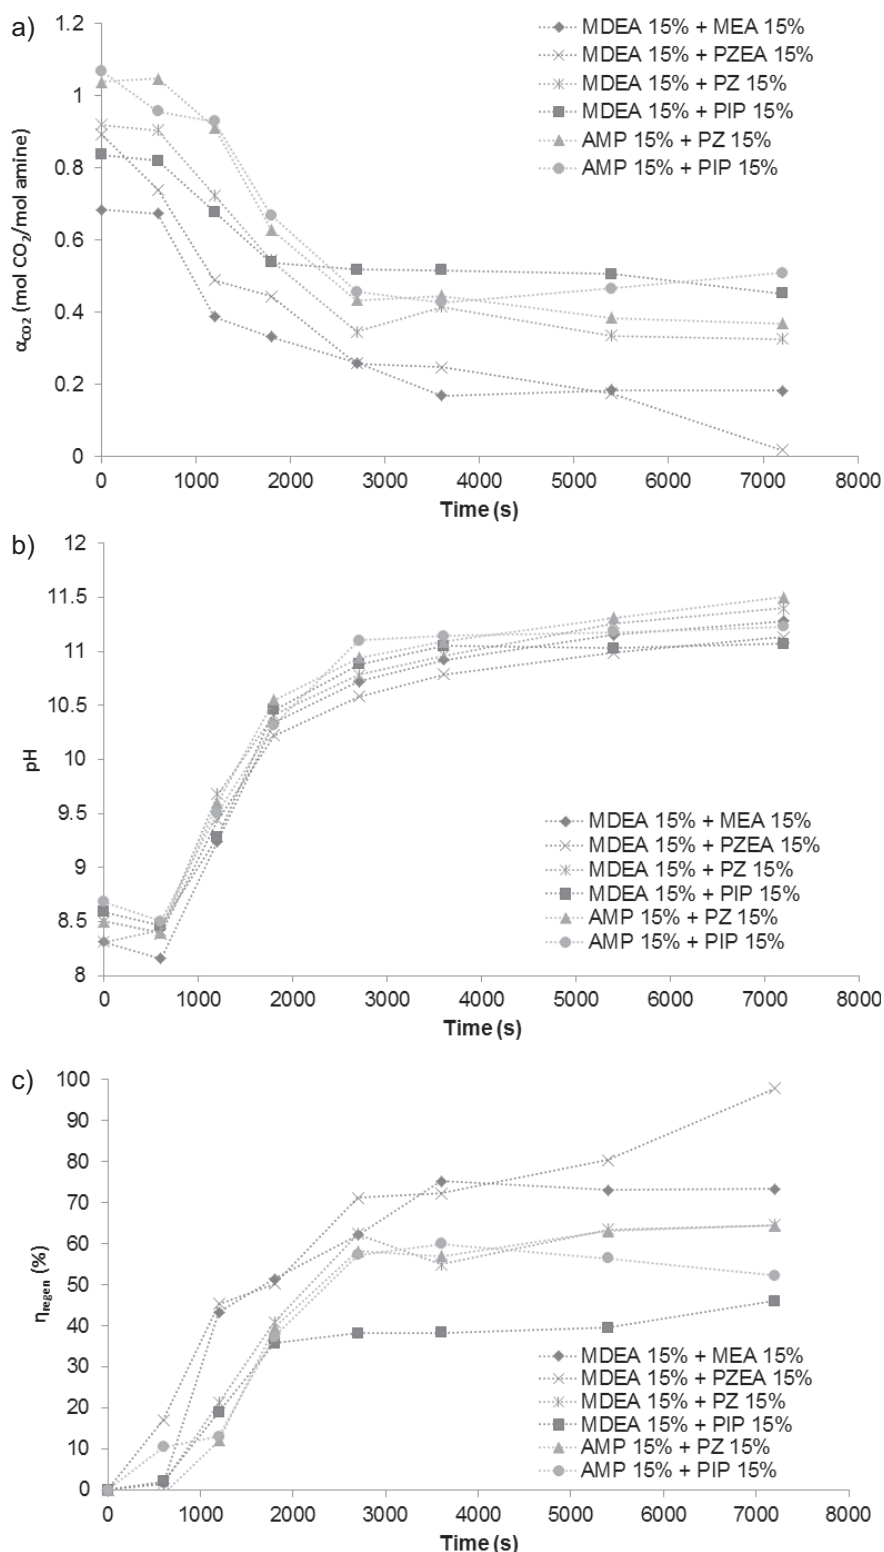 a)
1.2
1
0.8
0.6
0.4
0.2
0
αCO2 (mol CO2/mol amine)
MDEA 15% + MEA 15%
MDEA 15% + PZEA 15%
MDEA 15% + PZ 15%
MDEA 15% + PIP 15%
AMP 15% + PZ 15%
AMP 15% + PIP 15%
0 1000 2000 3000 4000 5000 6000 7000 8000
Time (s)
b)
12
11.5
11
10.5
10
9.5
9
8.5
8
pH
MDEA 15% + MEA 15%
MDEA 15% + PZEA 15%
MDEA 15% + PZ 15%
MDEA 15% + PIP 15%
AMP 15% + PZ 15%
AMP 15% + PIP 15%
0 1000 2000 3000 4000 5000 6000 7000 8000
Time (s)
c)
100
90
80
70
60
50
40
30
20
10
0
ηregen (%)
MDEA 15% + MEA 15%
MDEA 15% + PZEA 15%
MDEA 15% + PZ 15%
MDEA 15% + PIP 15%
AMP 15% + PZ 15%
AMP 15% + PIP 15%
0 1000 2000 3000 4000 5000 6000 7000 8000
Time (s)